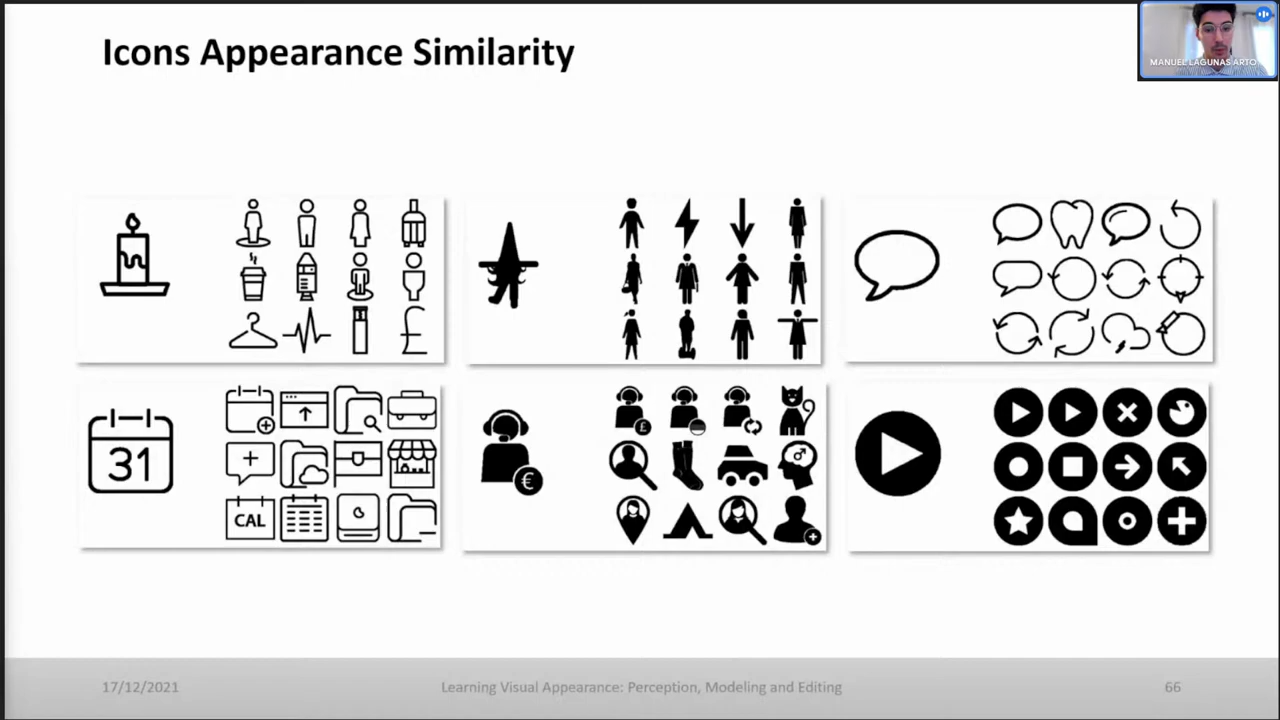 Icons Appearance Similarity
MANUEL LAGUNAS ARTO
31
CAL
£
£
€
17/12/2021
Learning Visual Appearance: Perception, Modeling and Editing
66